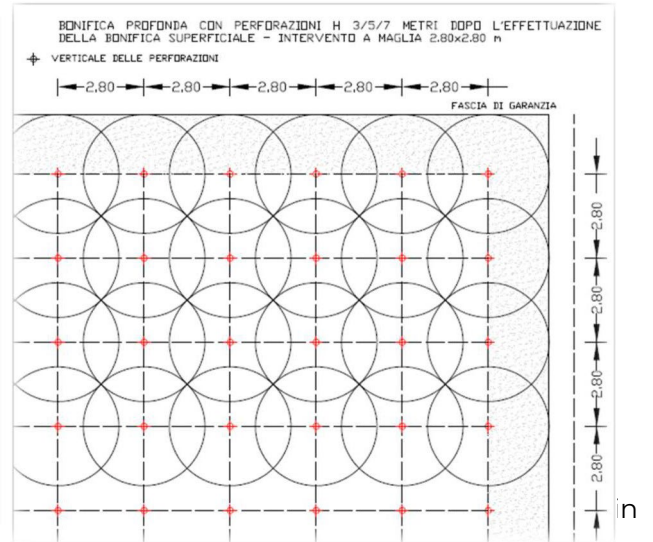 BONIFICA PROFONDA CON PERFORAZIONI H 3/5/7 METRI DOPO L'EFFETTUAZIONE
DELLA BONIFICA SUPERFICIALE - INTERVENTO A MAGLIA 2.80x2.80 m
VERTICALE DELLE PERFORAZIONI
2.80 2.80 2.80 2.80 2.80
FASCIA DI GARANZIA
2.80
2.80
2.80
2.80
in